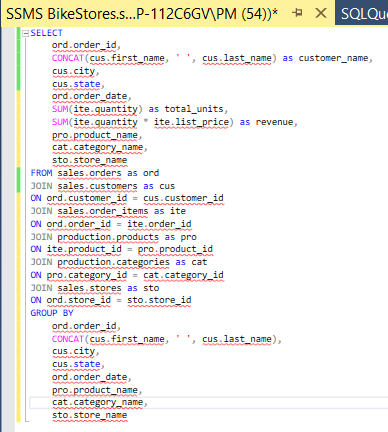 SSMS BikeStores.s...P-112C6GV\PM (54))* SQLQue
SELECT
ord.order_id,
CONCAT(cus.first_name, ' ', cus.last_name) as customer_name,
cus.city,
cus.state,
ord.order_date,
SUM(ite.quantity) as total_units,
SUM(ite.quantity * ite.list_price) as revenue,
pro.product_name,
cat.category_name,
sto.store_name
FROM sales.orders as ord
JOIN sales.customers as cus
ON ord.customer_id = cus.customer_id
JOIN sales.order_items as ite
ON ord.order_id = ite.order_id
JOIN production.products as pro
ON ite.product_id = pro.product_id
JOIN production.categories as cat
ON pro.category_id = cat.category_id
JOIN sales.stores as sto
ON ord.store_id = sto.store_id
GROUP BY
ord.order_id,
CONCAT(cus.first_name, ' ', cus.last_name),
cus.city,
cus.state,
ord.order_date,
pro.product_name,
cat.category_name,
sto.store_name